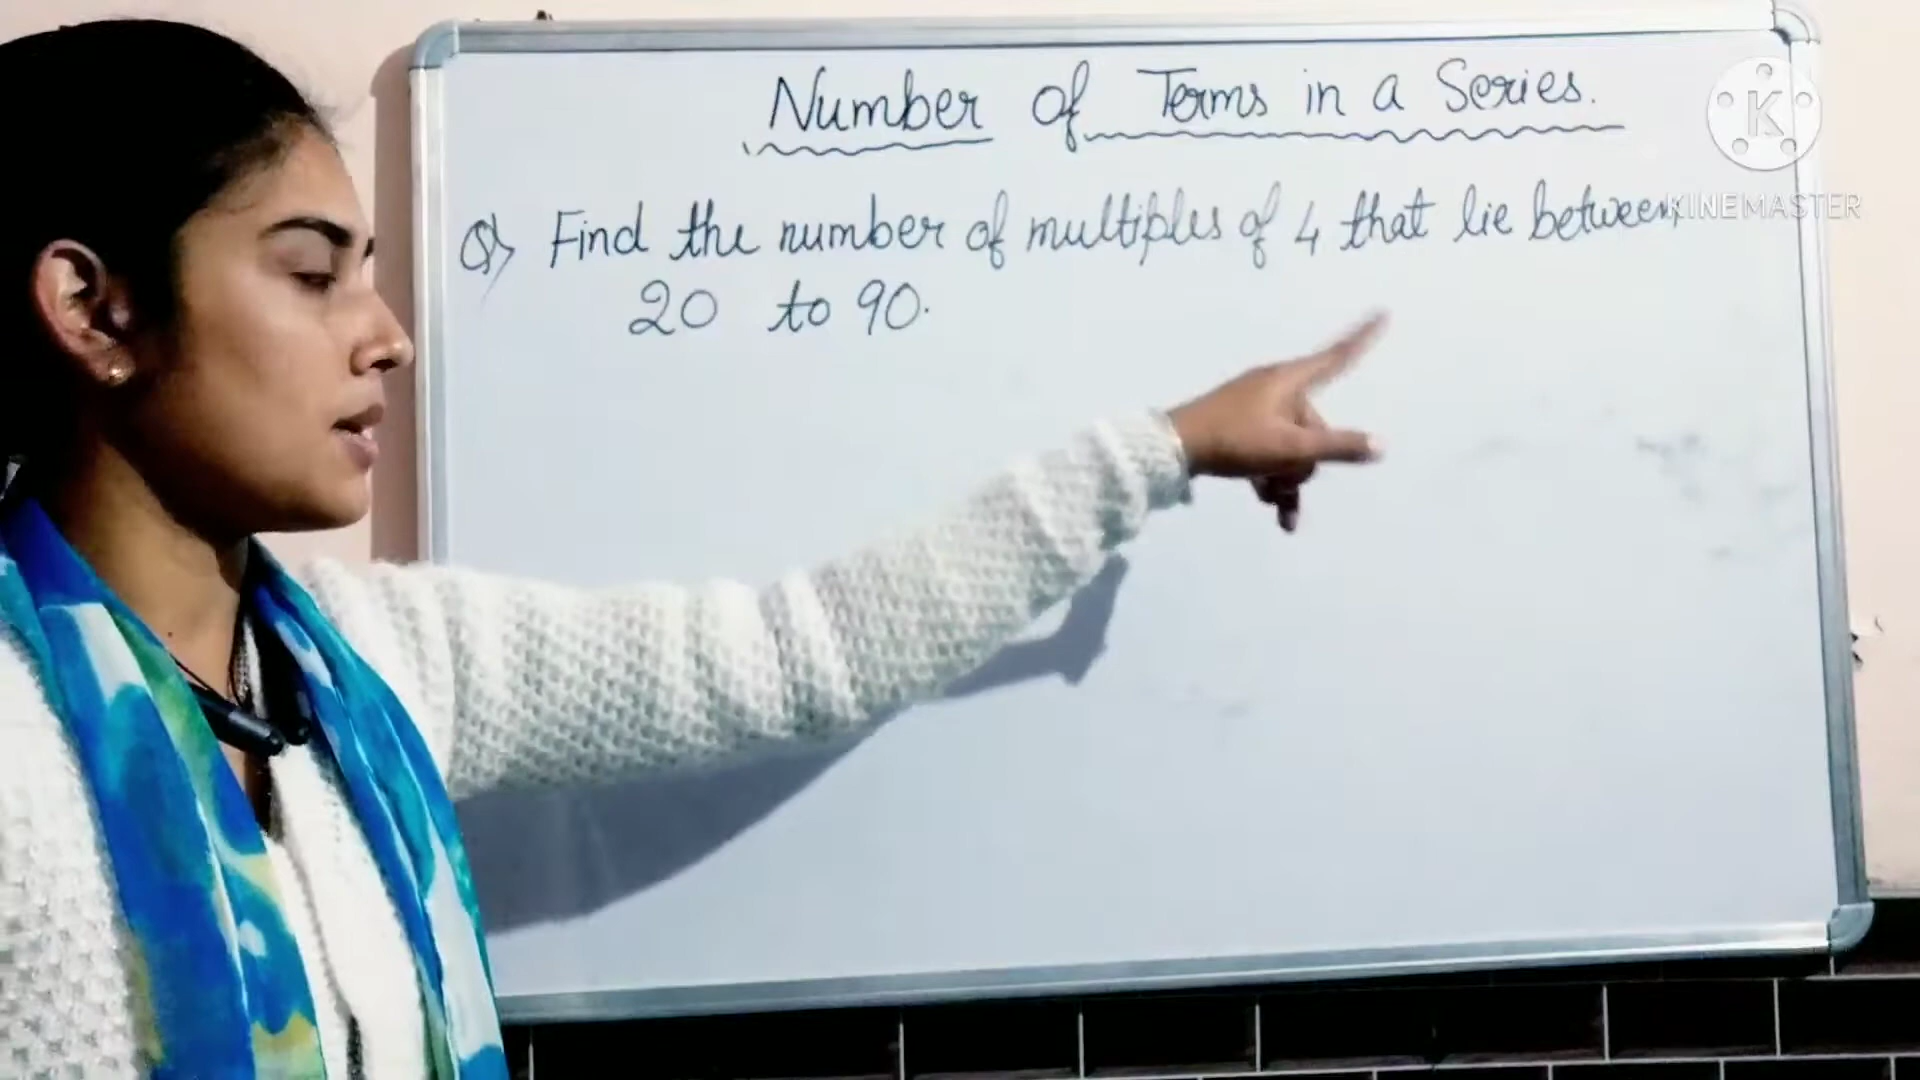 Number of Terms in a Series.
Q> Find the number of multiples of 4 that lie between
20 to 90.
K
KINEMASTER